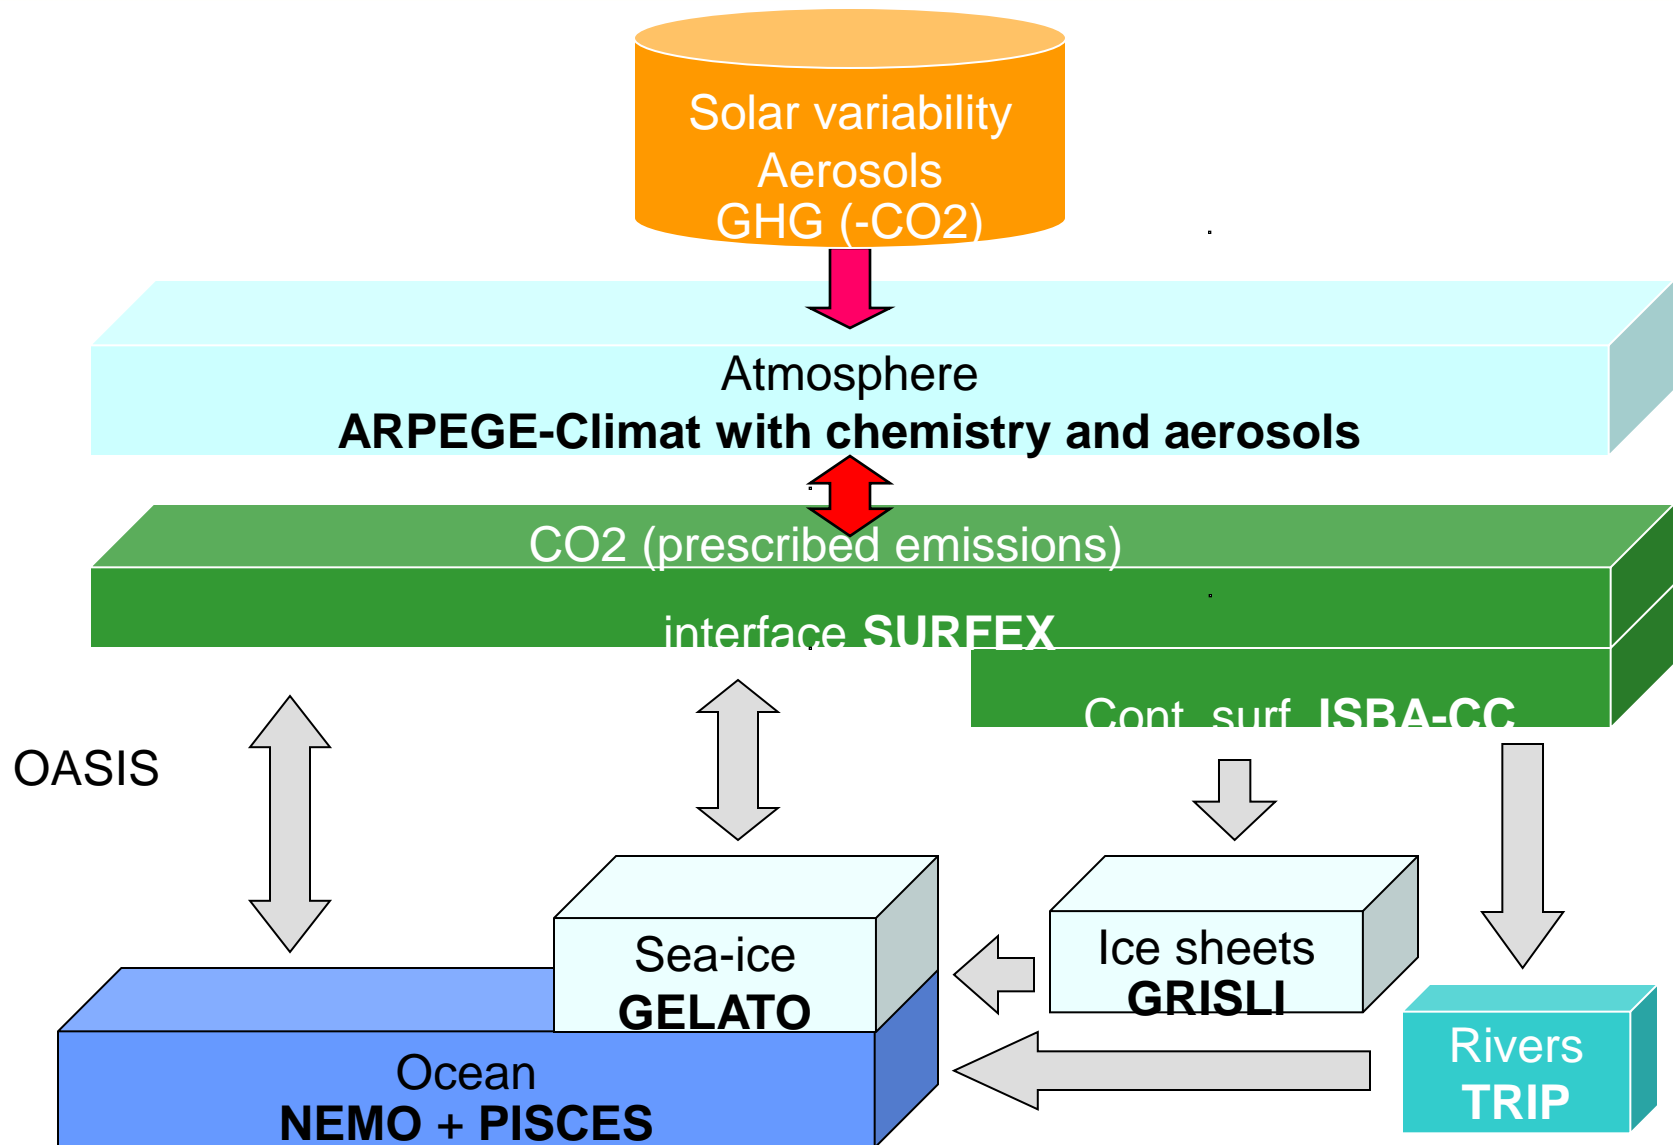 Solar variability
Aerosols
GHG (-CO2)
Atmosphere
ARPEGE-Climat with chemistry and aerosols
CO2 (prescribed emissions)
interface SURFEX
Cont. surf. ISBA-CC
OASIS
Sea-ice
GELATO
Ice sheets
GRISLI
Rivers
TRIP
Ocean
NEMO + PISCES